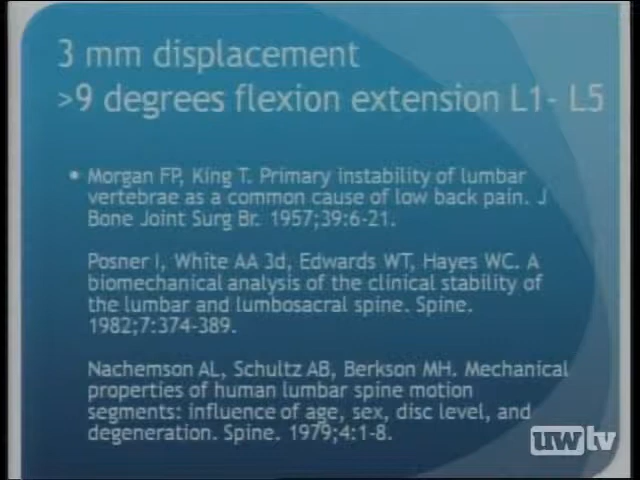 3 mm displacement
>9 degrees flexion extension L1- L5
• Morgan FP, King T. Primary instability of lumbar
vertebrae as a common cause of low back pain. J
Bone Joint Surg Br. 1957;39:6-21.
Posner I, White AA 3d, Edwards WT, Hayes WC. A
biomechanical analysis of the clinical stability of
the lumbar and lumbosacral spine. Spine.
1982;7:374-389.
Nachemson AL, Schultz AB, Berkson MH. Mechanical
properties of human lumbar spine motion
segments: influence of age, sex, disc level, and
degeneration. Spine. 1979;4:1-8.
uwtv